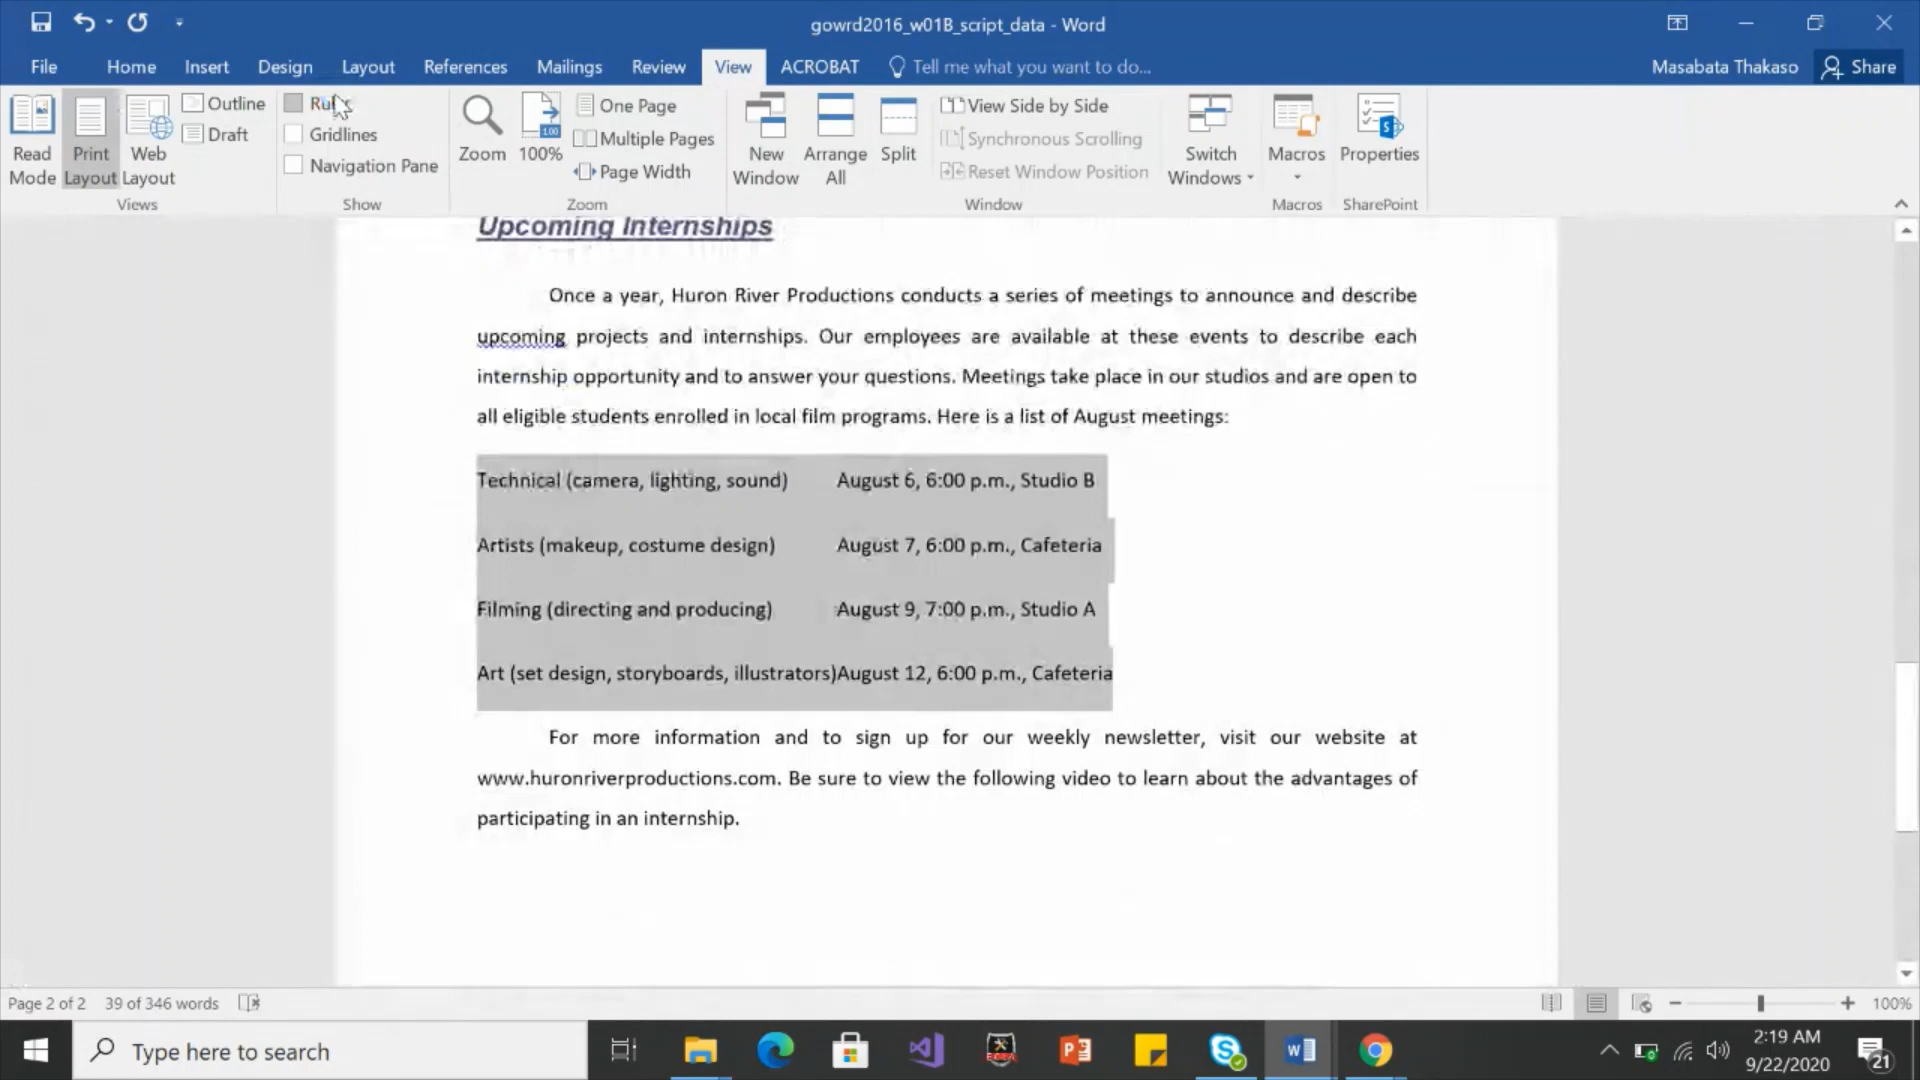 gowrd2016_w01B_script_data - Word
File Home Insert Design Layout References Mailings Review View ACROBAT Tell me what you want to do... Masabata Thakaso Share
Read Mode
Print Layout
Web Layout
Outline
Draft
Views
Gridlines
Navigation Pane
Show
Zoom
100
100%
One Page
Multiple Pages
Page Width
Zoom
New Window
Arrange All
Split
View Side by Side
Synchronous Scrolling
Reset Window Position
Window
Switch Windows
Macros
Macros
Properties
SharePoint
Upcoming Internships
Once a year, Huron River Productions conducts a series of meetings to announce and describe
upcoming projects and internships. Our employees are available at these events to describe each
internship opportunity and to answer your questions. Meetings take place in our studios and are open to
all eligible students enrolled in local film programs. Here is a list of August meetings:
Technical (camera, lighting, sound) August 6, 6:00 p.m., Studio B
Artists (makeup, costume design) August 7, 6:00 p.m., Cafeteria
Filming (directing and producing) August 9, 7:00 p.m., Studio A
Art (set design, storyboards, illustrators)August 12, 6:00 p.m., Cafeteria
For more information and to sign up for our weekly newsletter, visit our website at
www.huronriverproductions.com. Be sure to view the following video to learn about the advantages of
participating in an internship.
Page 2 of 2 39 of 346 words 100%
Type here to search
2:19 AM
9/22/2020
21